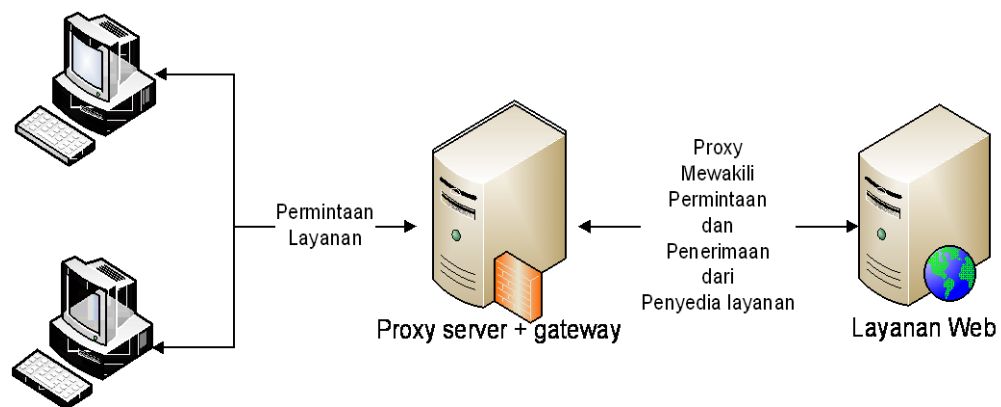 Permintaan
Layanan
Proxy
Mewakili
Permintaan
dan
Penerimaan
dari
Penyedia layanan
Proxy server + gateway
Layanan Web